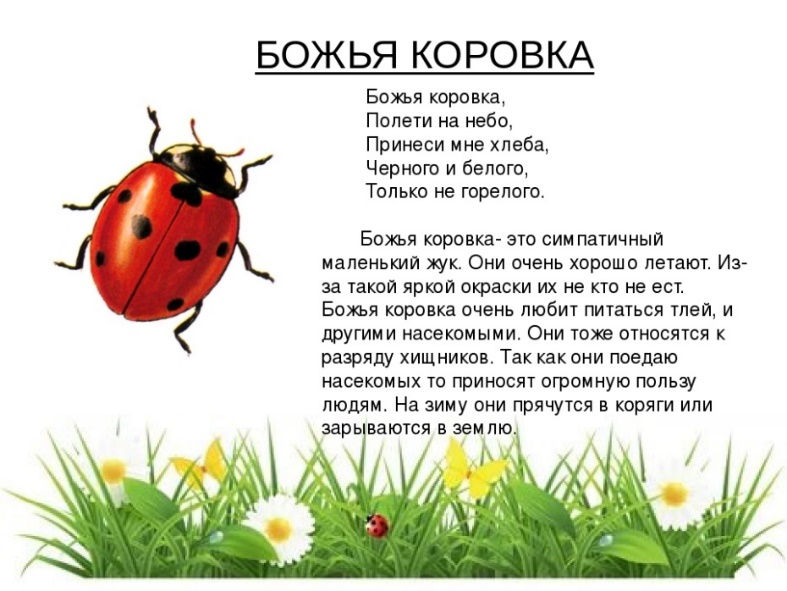 БОЖЬЯ КОРОВКА
Божья коровка,
Полети на небо,
Принеси мне хлеба,
Черного и белого,
Только не горелого.
Божья коровка- это симпатичный
маленький жук. Они очень хорошо летают. Из-
за такой яркой окраски их не кто не ест.
Божья коровка очень любит питаться тлей, и
другими насекомыми. Они тоже относятся к
разряду хищников. Так как они поедаю
насекомых то приносят огромную пользу
людям. На зиму они прячутся в коряги или
зарываются в землю.